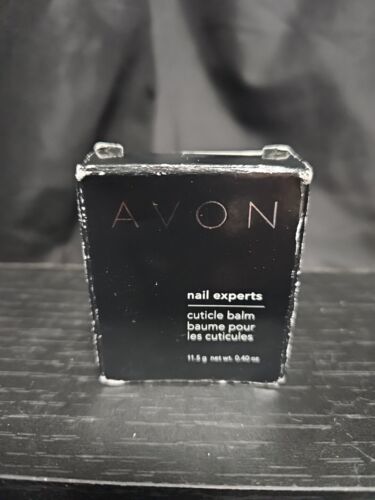 AVON
nail experts
cuticle balm
baume pour
les cuticules
11.5 g net wt. 0.40 oz